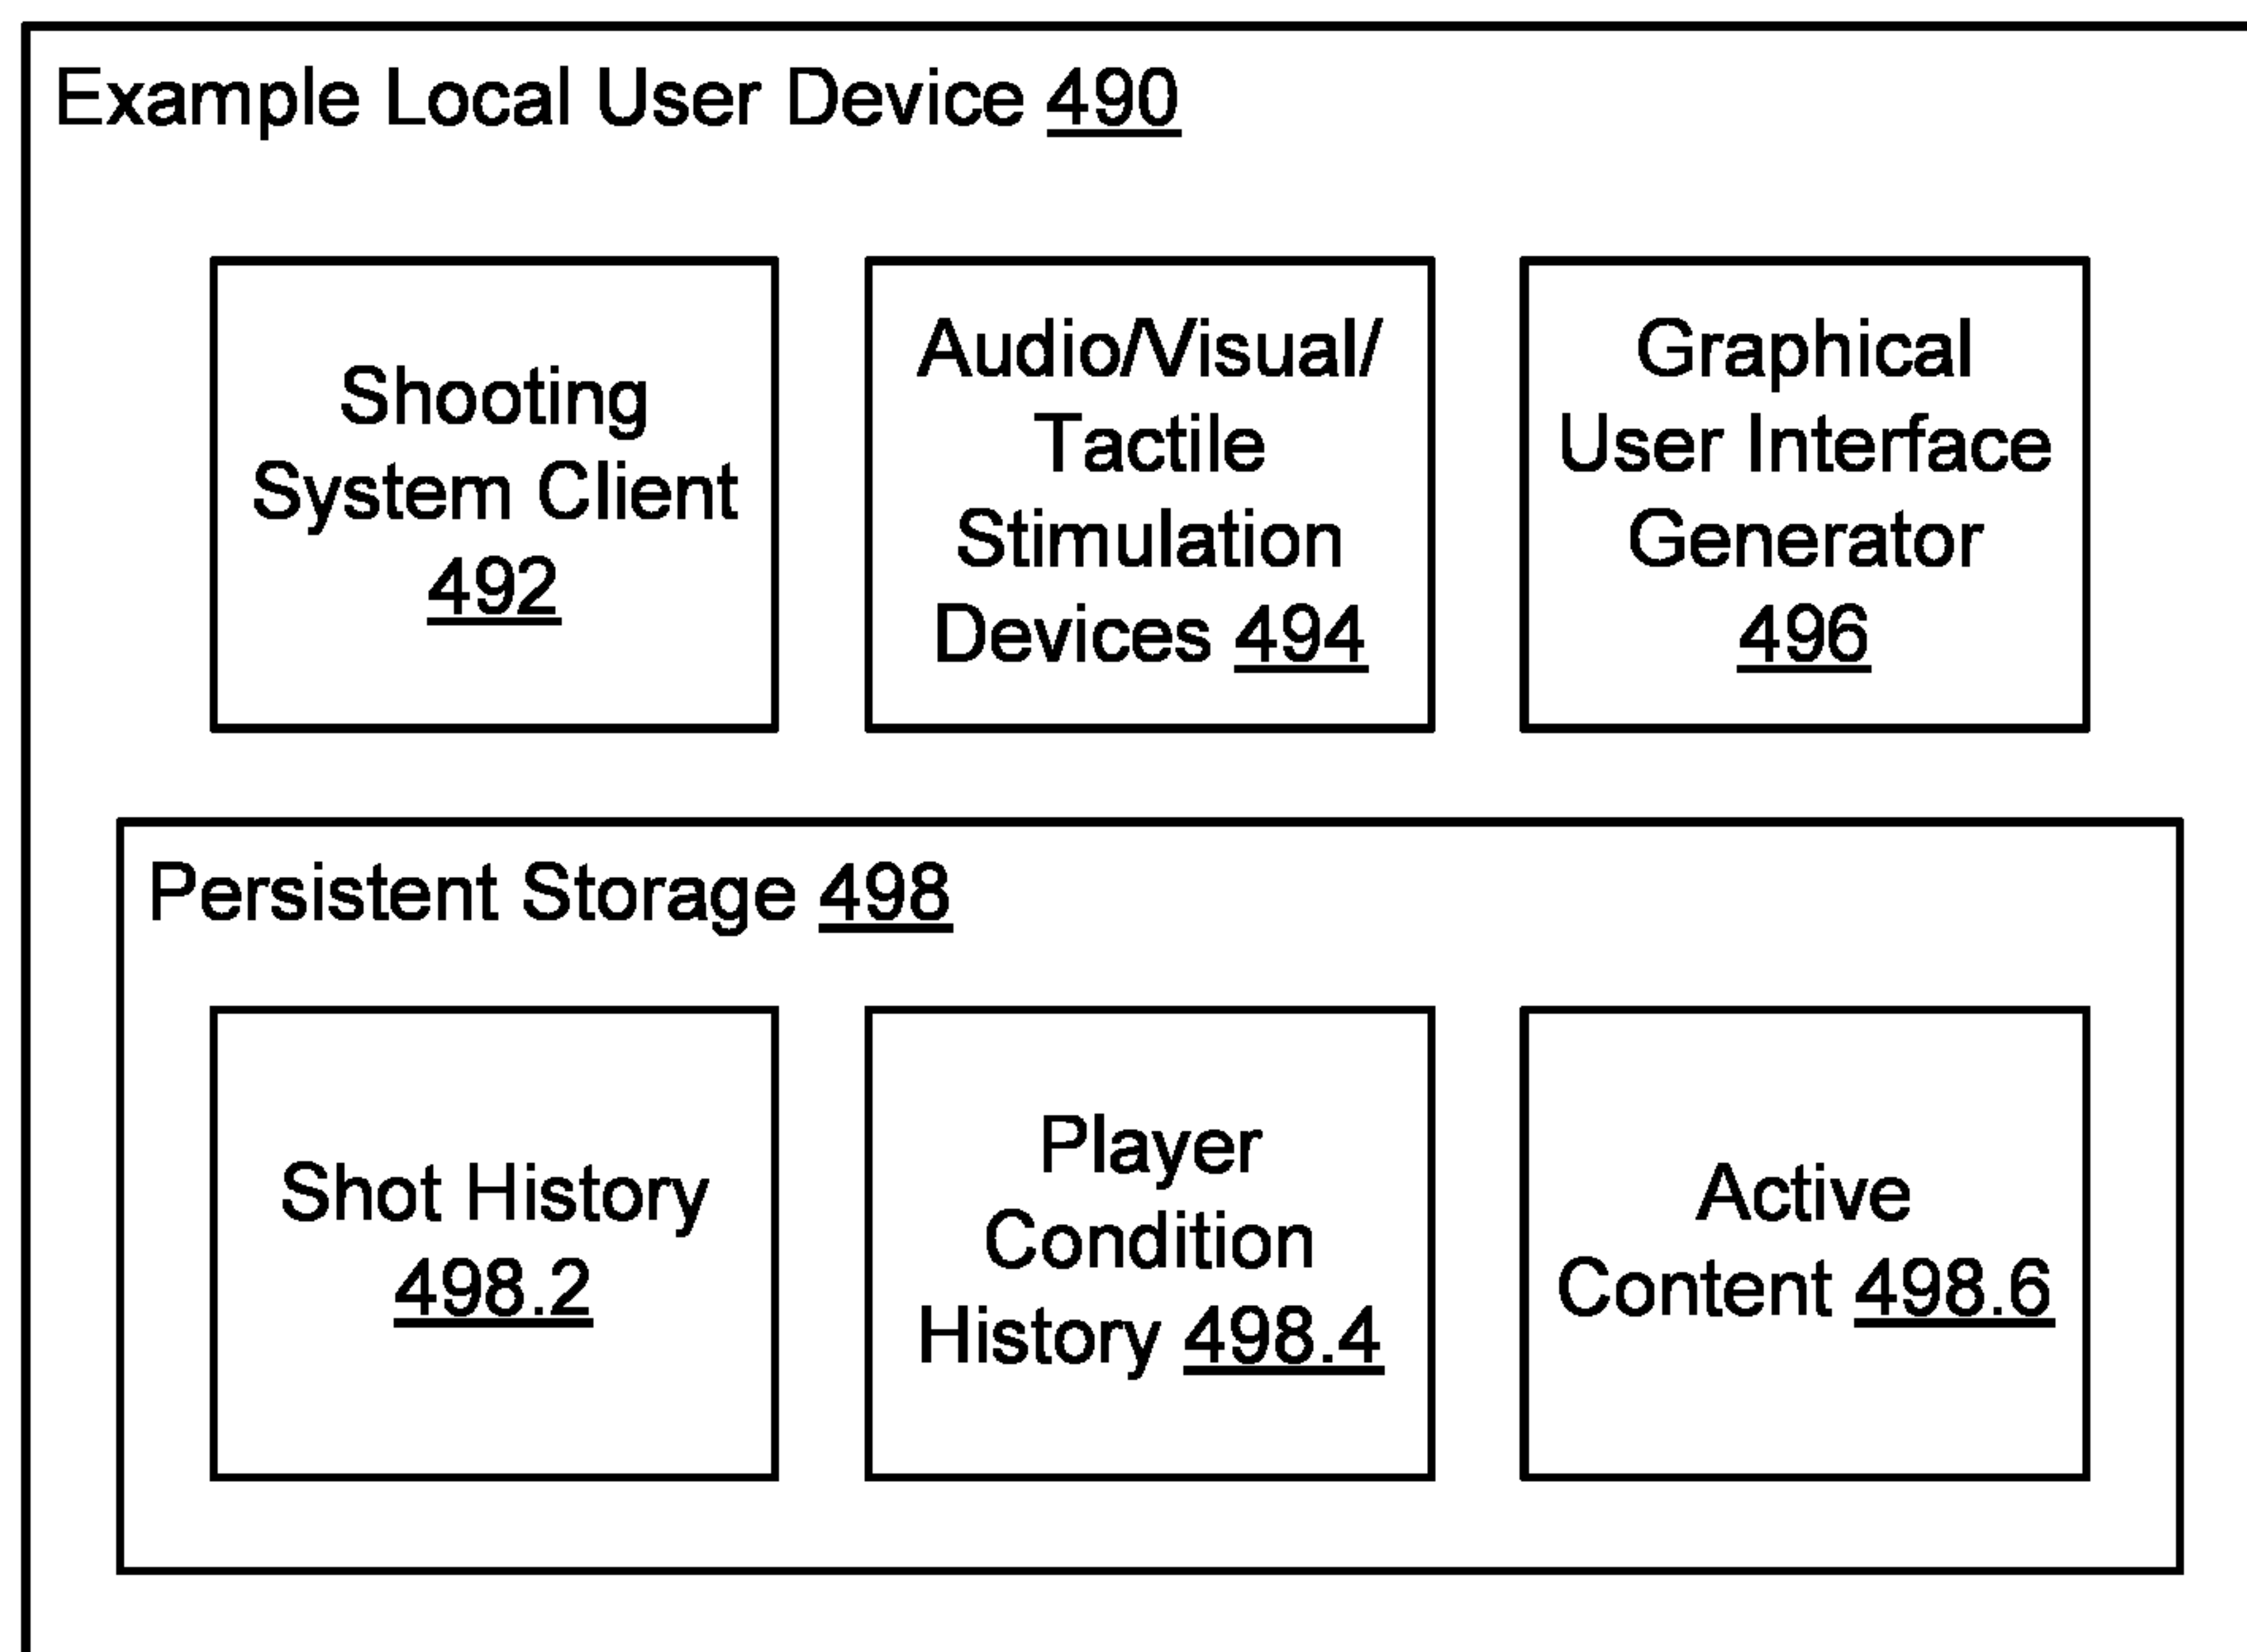 Example Local User Device 490
Shooting
System Client
492
Audio/Visual/
Tactile
Stimulation
Devices 494
Graphical
User Interface
Generator
496
Persistent Storage 498
Shot History
498.2
Player
Condition
History 498.4
Active
Content 498.6